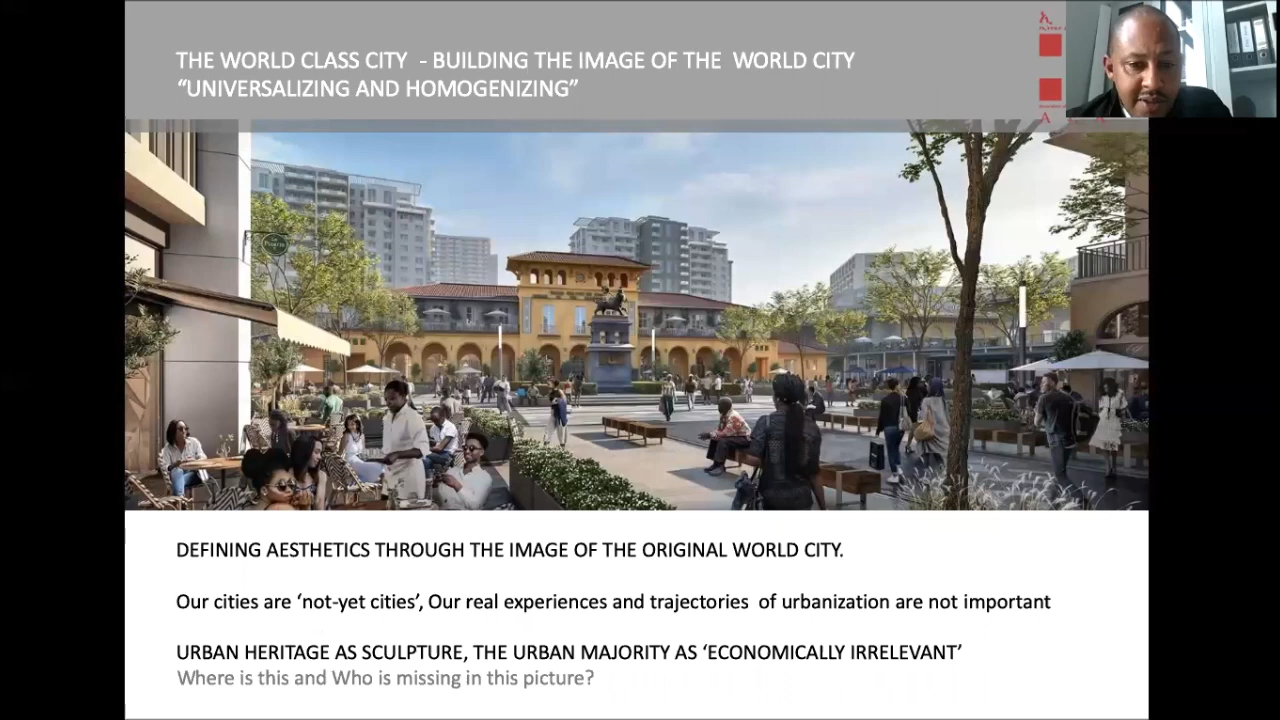 THE WORLD CLASS CITY - BUILDING THE IMAGE OF THE WORLD CITY
“UNIVERSALIZING AND HOMOGENIZING”
DEFINING AESTHETICS THROUGH THE IMAGE OF THE ORIGINAL WORLD CITY.
Our cities are ‘not-yet cities’, Our real experiences and trajectories of urbanization are not important
URBAN HERITAGE AS SCULPTURE, THE URBAN MAJORITY AS ‘ECONOMICALLY IRRELEVANT’
Where is this and Who is missing in this picture?